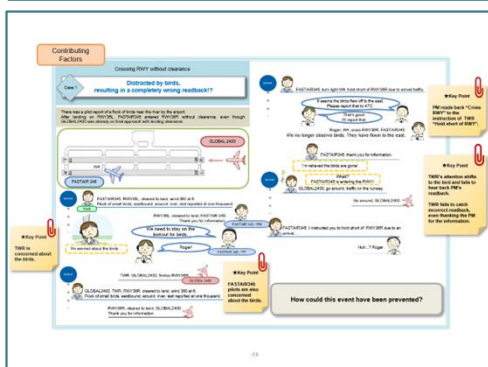 Contributing
Factors
Crossing RWY without clearance
Case 1
Distracted by birds,
resulting in a completely wrong readback!?
There was a pilot report of a flock of birds near the river by the airport.
After landing on RWY36L, FASTAIR345 entered RWY36R without clearance, even though
GLOBAL2400 was already on final approach with landing clearance.
GLOBAL2400
FASTAIR 345
FASTAIR345, RWY36L, cleared to land, wind 350 at 8.
Flock of small birds, eastbound, around, river, last reported at one thousand.
RWY36L, cleared to land, FASTAIR 345.
Thank you for information.
We need to stay on the
lookout for birds.
Roger!
I'm worried about the birds.
★Key Point
TWR is
concerned
about the
birds.
TWR, GLOBAL2400, 5miles RWY36R.
GLOBAL2400
GLOBAL2400, TWR, RWY36R, cleared to land, wind 350 at 8.
Flock of small birds, eastbound, around, river, last reported at one thousand.
RWY36R, cleared to land, GLOBAL2400.
Thank you for information.
★Key Point
FASTAIR345
pilots are also
concerned
about the birds.
FASTAIR345, turn right W4, hold short of RWY36R due to arrival traffic.
It seems the birds flew off to the east.
Please report that to ATC.
That's good.
I'll report that.
Roger, W4, cross RWY36R, FASTAIR345.
We no longer observe birds. They have flown to the east.
★Key Point
PM reads back "Cross
RWY" to the
instruction of TWR
"Hold short of RWY".
FASTAIR345, thank you for information.
I'm relieved the birds are gone!
What?
FASTAIR345 is entering the RWY!
GLOBAL2400, go around, traffic on the runway.
Go around, GLOBAL2400.
★Key Point
TWR's attention shifts
to the bird and fails to
hear back PM's
readback.
TWR fails to catch
incorrect readback,
even thanking the PM
for the information.
FASTAIR345, I instructed you to hold short of RWY36R due to an
arrival.
Huh...? Roger.
How could this event have been prevented?